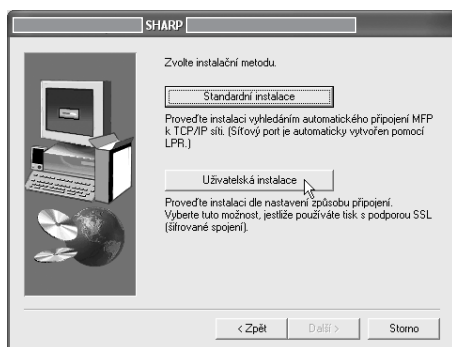 SHARP
Zvolte instalační metodu.
Standardní instalace
Proveďte instalaci vyhledáním automatického připojení MFP
k TCP/IP síti. (Síťový port je automaticky vytvořen pomocí
LPR.)
Uživatelská instalace
Proveďte instalaci dle nastavení způsobu připojení.
Vyberte tuto možnost, jestliže používáte tisk s podporou SSL
(šifrované spojení).
< Zpět
Další >
Storno